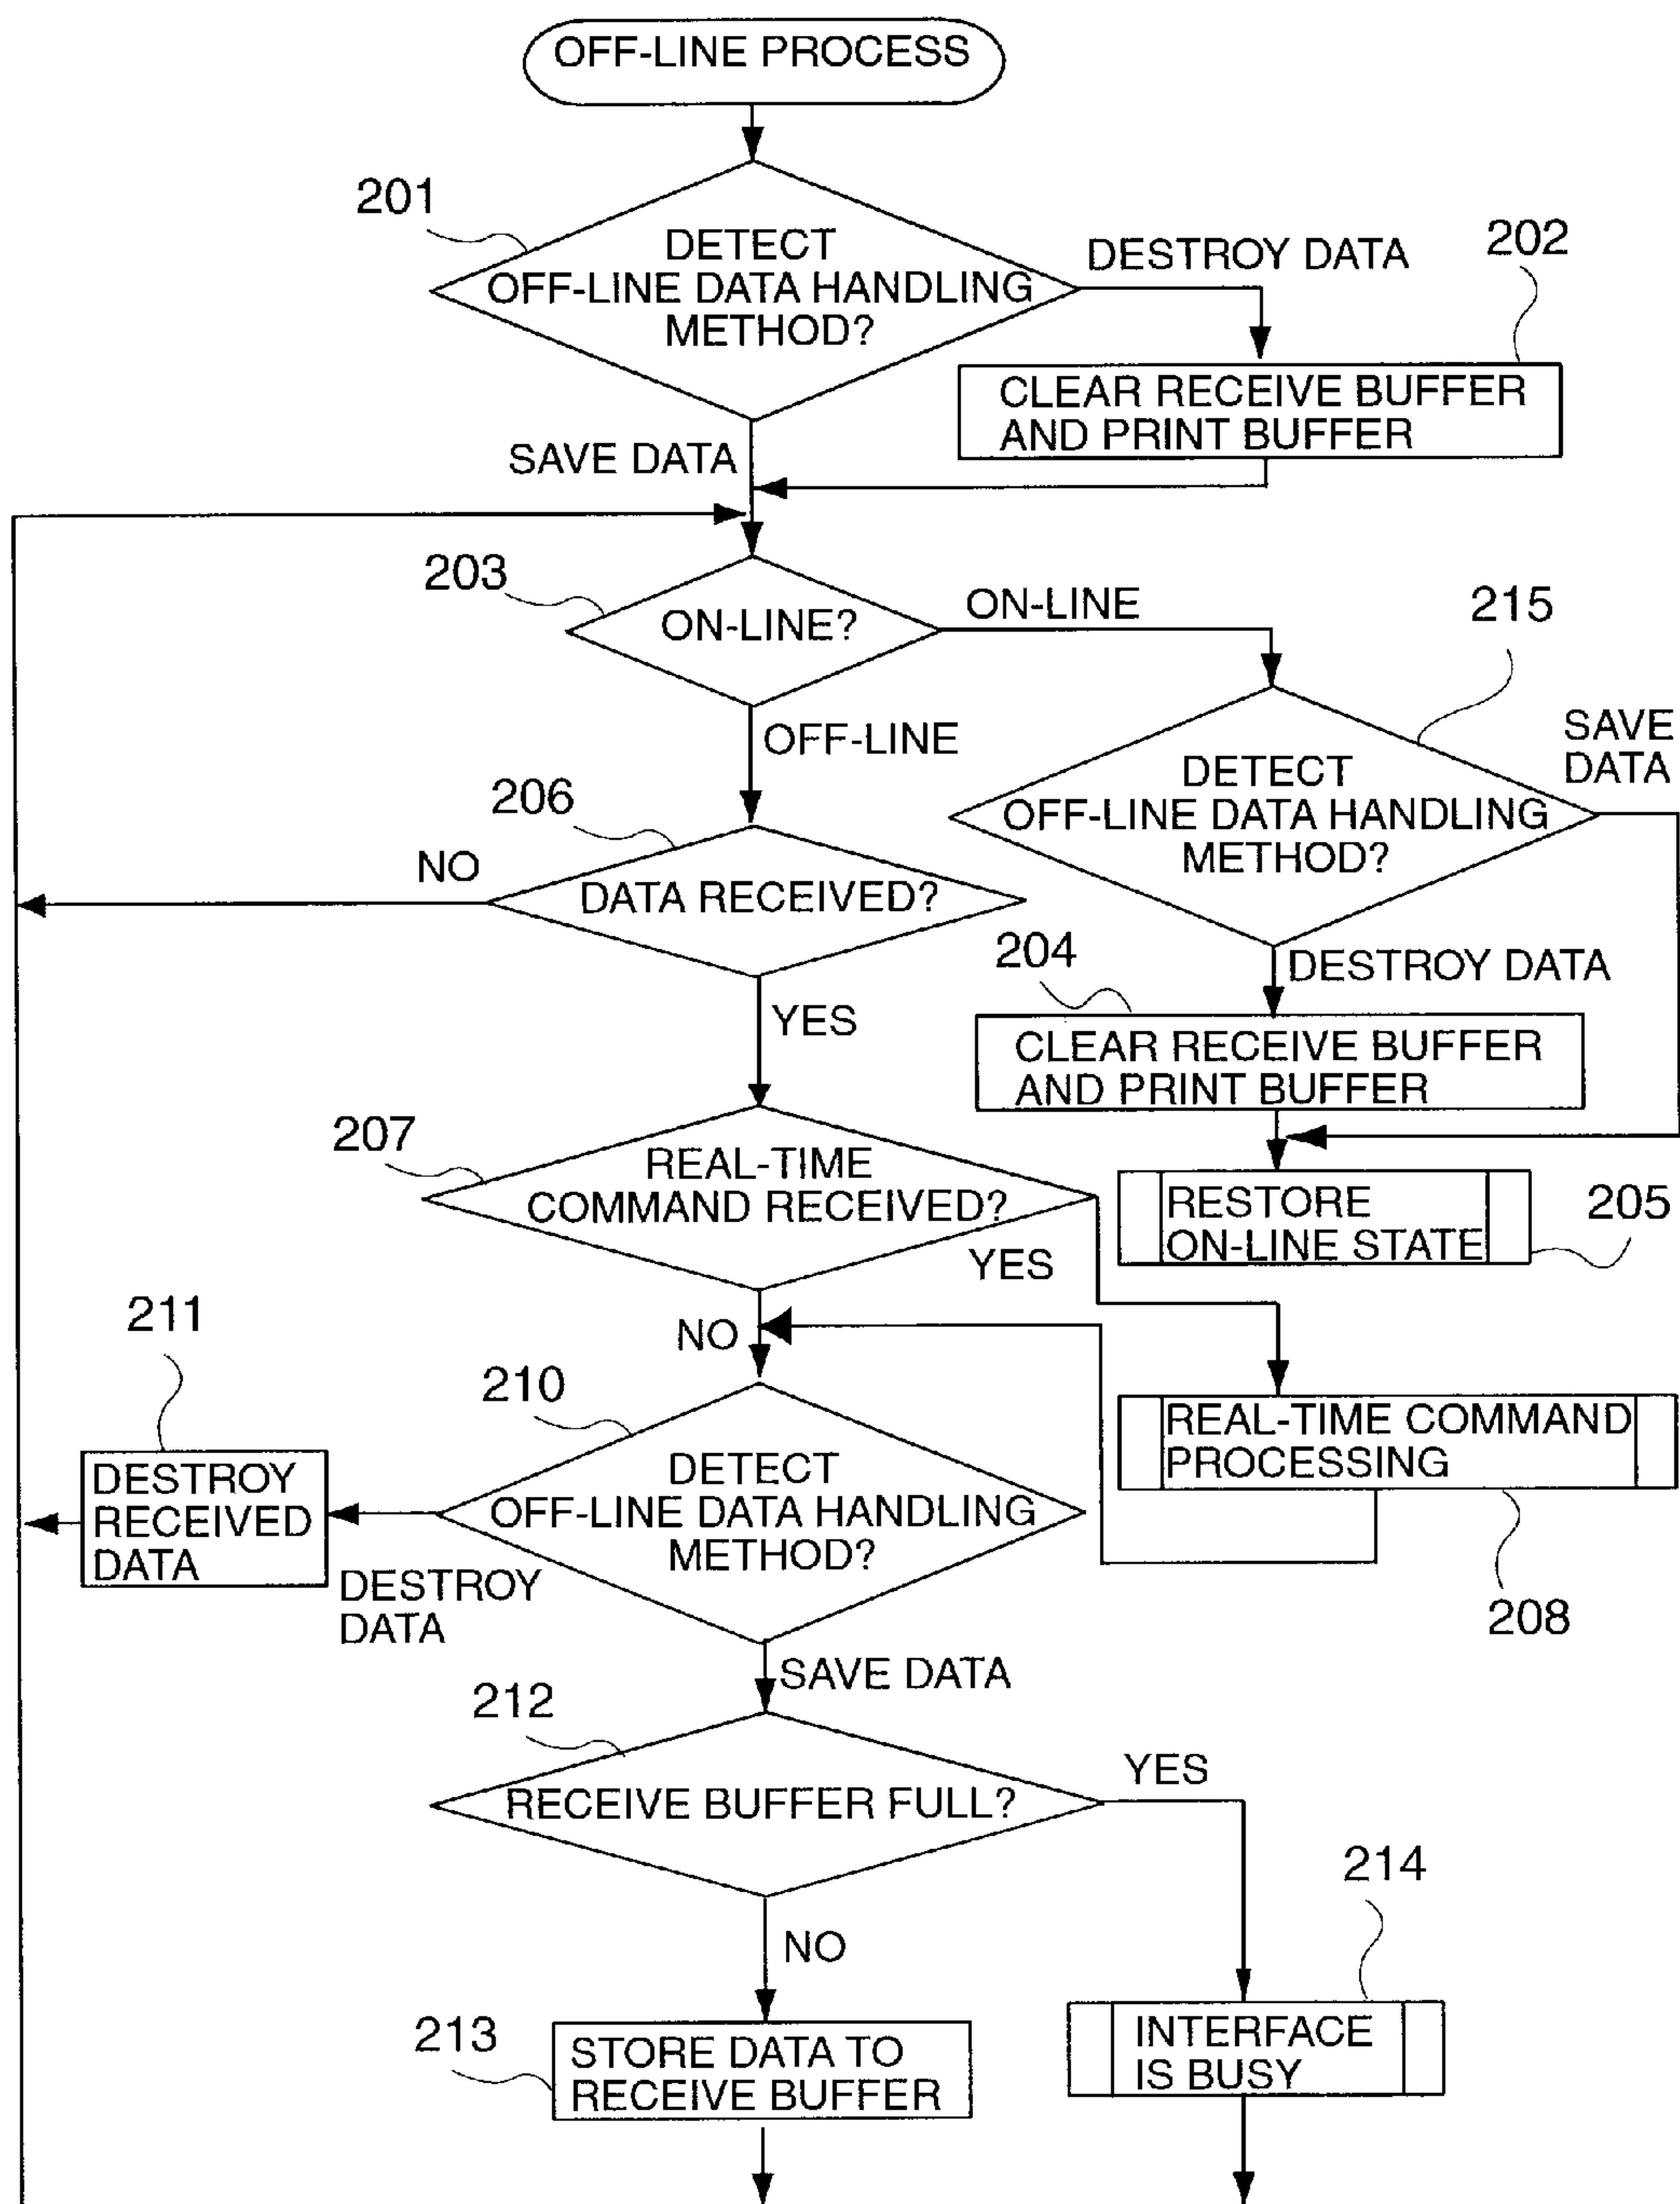 OFF-LINE PROCESS
201
DETECT
OFF-LINE DATA HANDLING
METHOD?
DESTROY DATA
202
CLEAR RECEIVE BUFFER
AND PRINT BUFFER
SAVE DATA
203
ON-LINE?
ON-LINE
215
OFF-LINE
SAVE
DATA
DETECT
OFF-LINE DATA HANDLING
METHOD?
206
NO
DATA RECEIVED?
204
DESTROY DATA
YES
CLEAR RECEIVE BUFFER
AND PRINT BUFFER
207
REAL-TIME
COMMAND RECEIVED?
YES
RESTORE
ON-LINE STATE
205
211
NO
210
REAL-TIME COMMAND
PROCESSING
208
DESTROY
RECEIVED
DATA
DETECT
OFF-LINE DATA HANDLING
METHOD?
DESTROY
DATA
SAVE DATA
212
RECEIVE BUFFER FULL?
YES
214
NO
213
STORE DATA TO
RECEIVE BUFFER
INTERFACE
IS BUSY